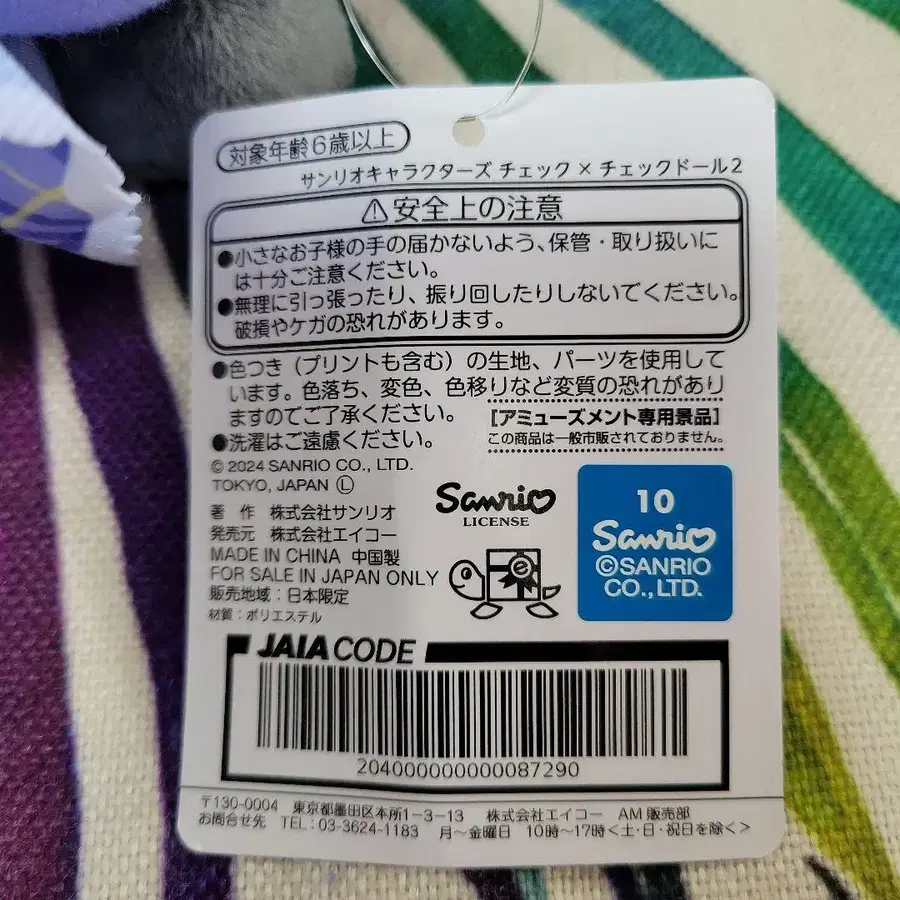 対象年齢6歳以上
サンリオキャラクターズ チェック×チェックドール2
⚠安全上の注意
●小さなお子様の手の届かないよう、保管・取り扱いに
は十分ご注意ください。
●無理に引っ張ったり、振り回したりしないでください。
破損やケガの恐れがあります。
●色つき（プリントも含む）の生地、パーツを使用して
います。色落ち、変色、色移りなど変質の恐れがあり
ますのでご了承ください。
●洗濯はご遠慮ください。
[アミューズメント専用景品]
この商品は一般市販されておりません。
© 2024 SANRIO CO., LTD.
TOKYO, JAPAN Ⓛ
著 作 株式会社サンリオ
発売元 株式会社エイコー
MADE IN CHINA 中国製
FOR SALE IN JAPAN ONLY
販売地域：日本限定
材質：ポリエステル
Sanrio
LICENSE
e
10
Sanrio
©SANRIO
CO.,LTD.
JAIA CODE
204000000000087290
〒130-0004 東京都墨田区本所1-3-13 株式会社エイコー AM販売部
お問合せ先 TEL：03-3624-1183 月～金曜日 10時～17時＜土・日・祝日を除く＞